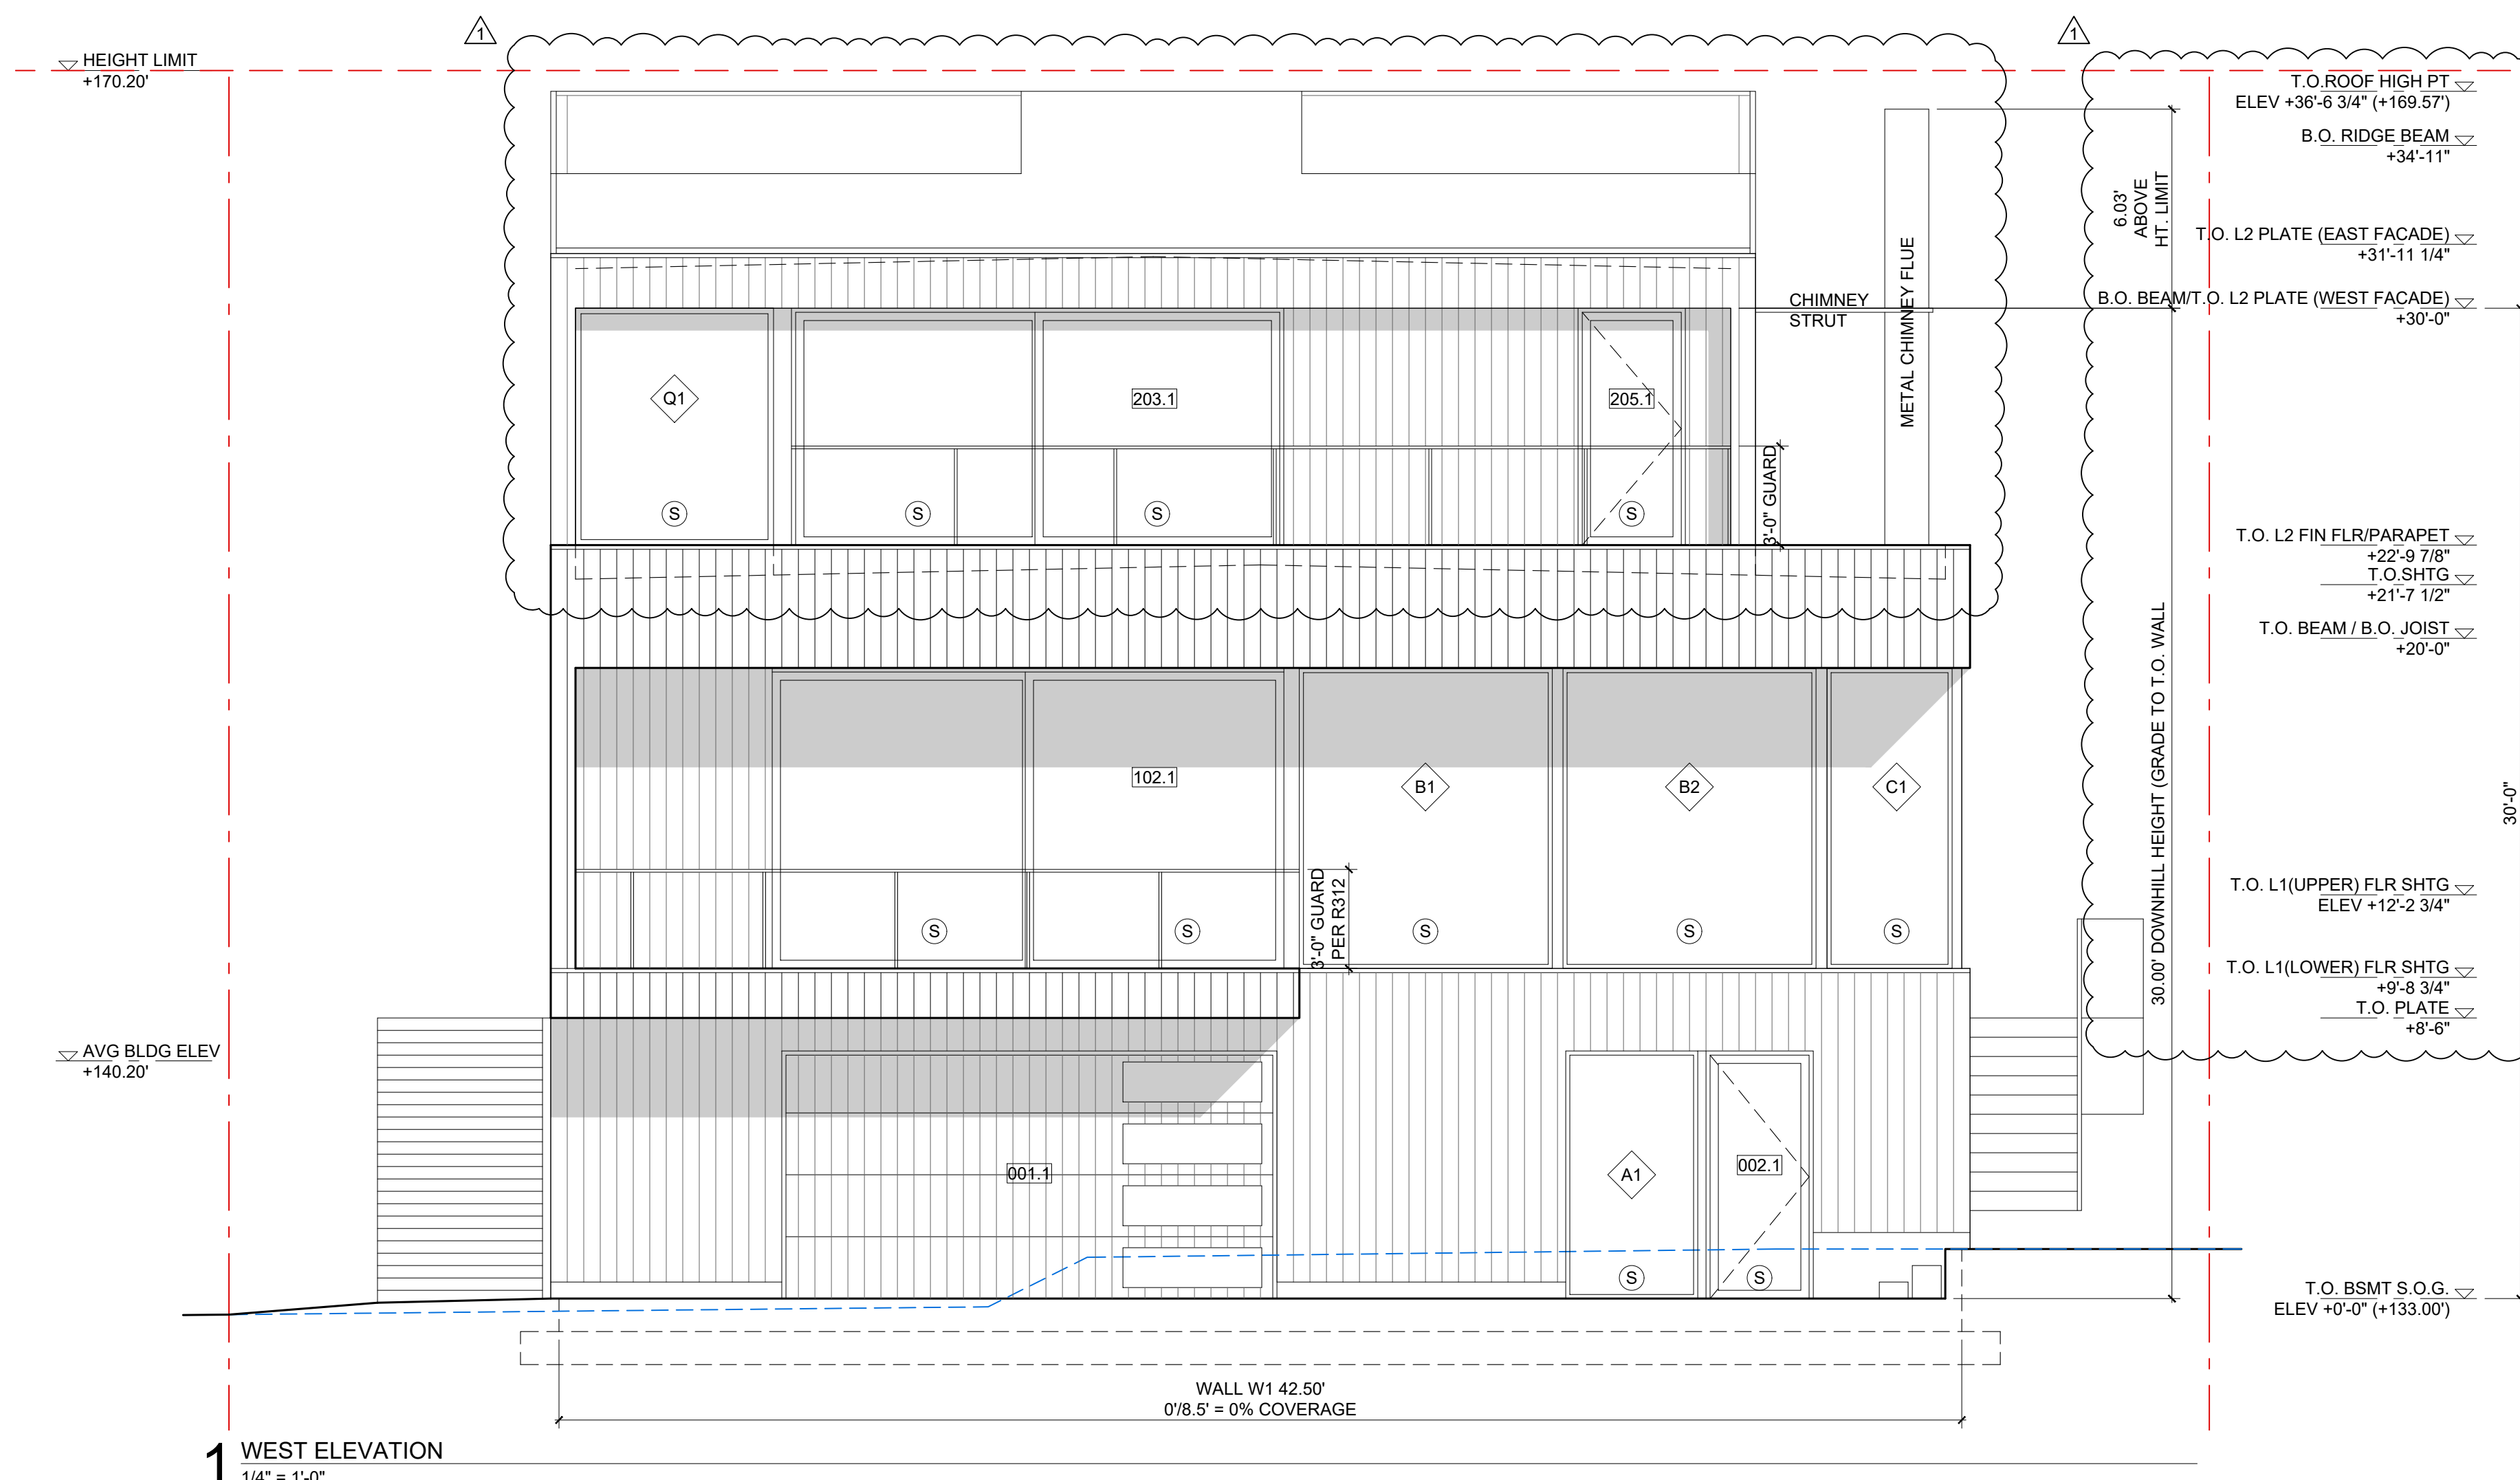 1
1
HEIGHT LIMIT
+170.20'
T.O.ROOF HIGH PT
ELEV +36'-6 3/4" (+169.57')
B.O. RIDGE BEAM
+34'-11"
6.03'
ABOVE
HT. LIMIT
T.O. L2 PLATE (EAST FACADE)
+31'-11 1/4"
METAL CHIMNEY FLUE
CHIMNEY
STRUT
B.O. BEAM/T.O. L2 PLATE (WEST FACADE)
+30'-0"
Q1
203.1
205.1
3'-0" GUARD
S
S
S
S
T.O. L2 FIN FLR/PARAPET
+22'-9 7/8"
T.O.SHTG
+21'-7 1/2"
T.O. BEAM / B.O. JOIST
+20'-0"
30.00' DOWNHILL HEIGHT (GRADE TO T.O. WALL
30'-0"
102.1
B1
B2
C1
3'-0" GUARD
PER R312
S
S
S
S
S
T.O. L1(UPPER) FLR SHTG
ELEV +12'-2 3/4"
T.O. L1(LOWER) FLR SHTG
+9'-8 3/4"
T.O. PLATE
+8'-6"
AVG BLDG ELEV
+140.20'
001.1
A1
002.1
S
S
T.O. BSMT S.O.G.
ELEV +0'-0" (+133.00')
WALL W1 42.50'
0'/8.5' = 0% COVERAGE
1 WEST ELEVATION
1/4" = 1'-0"